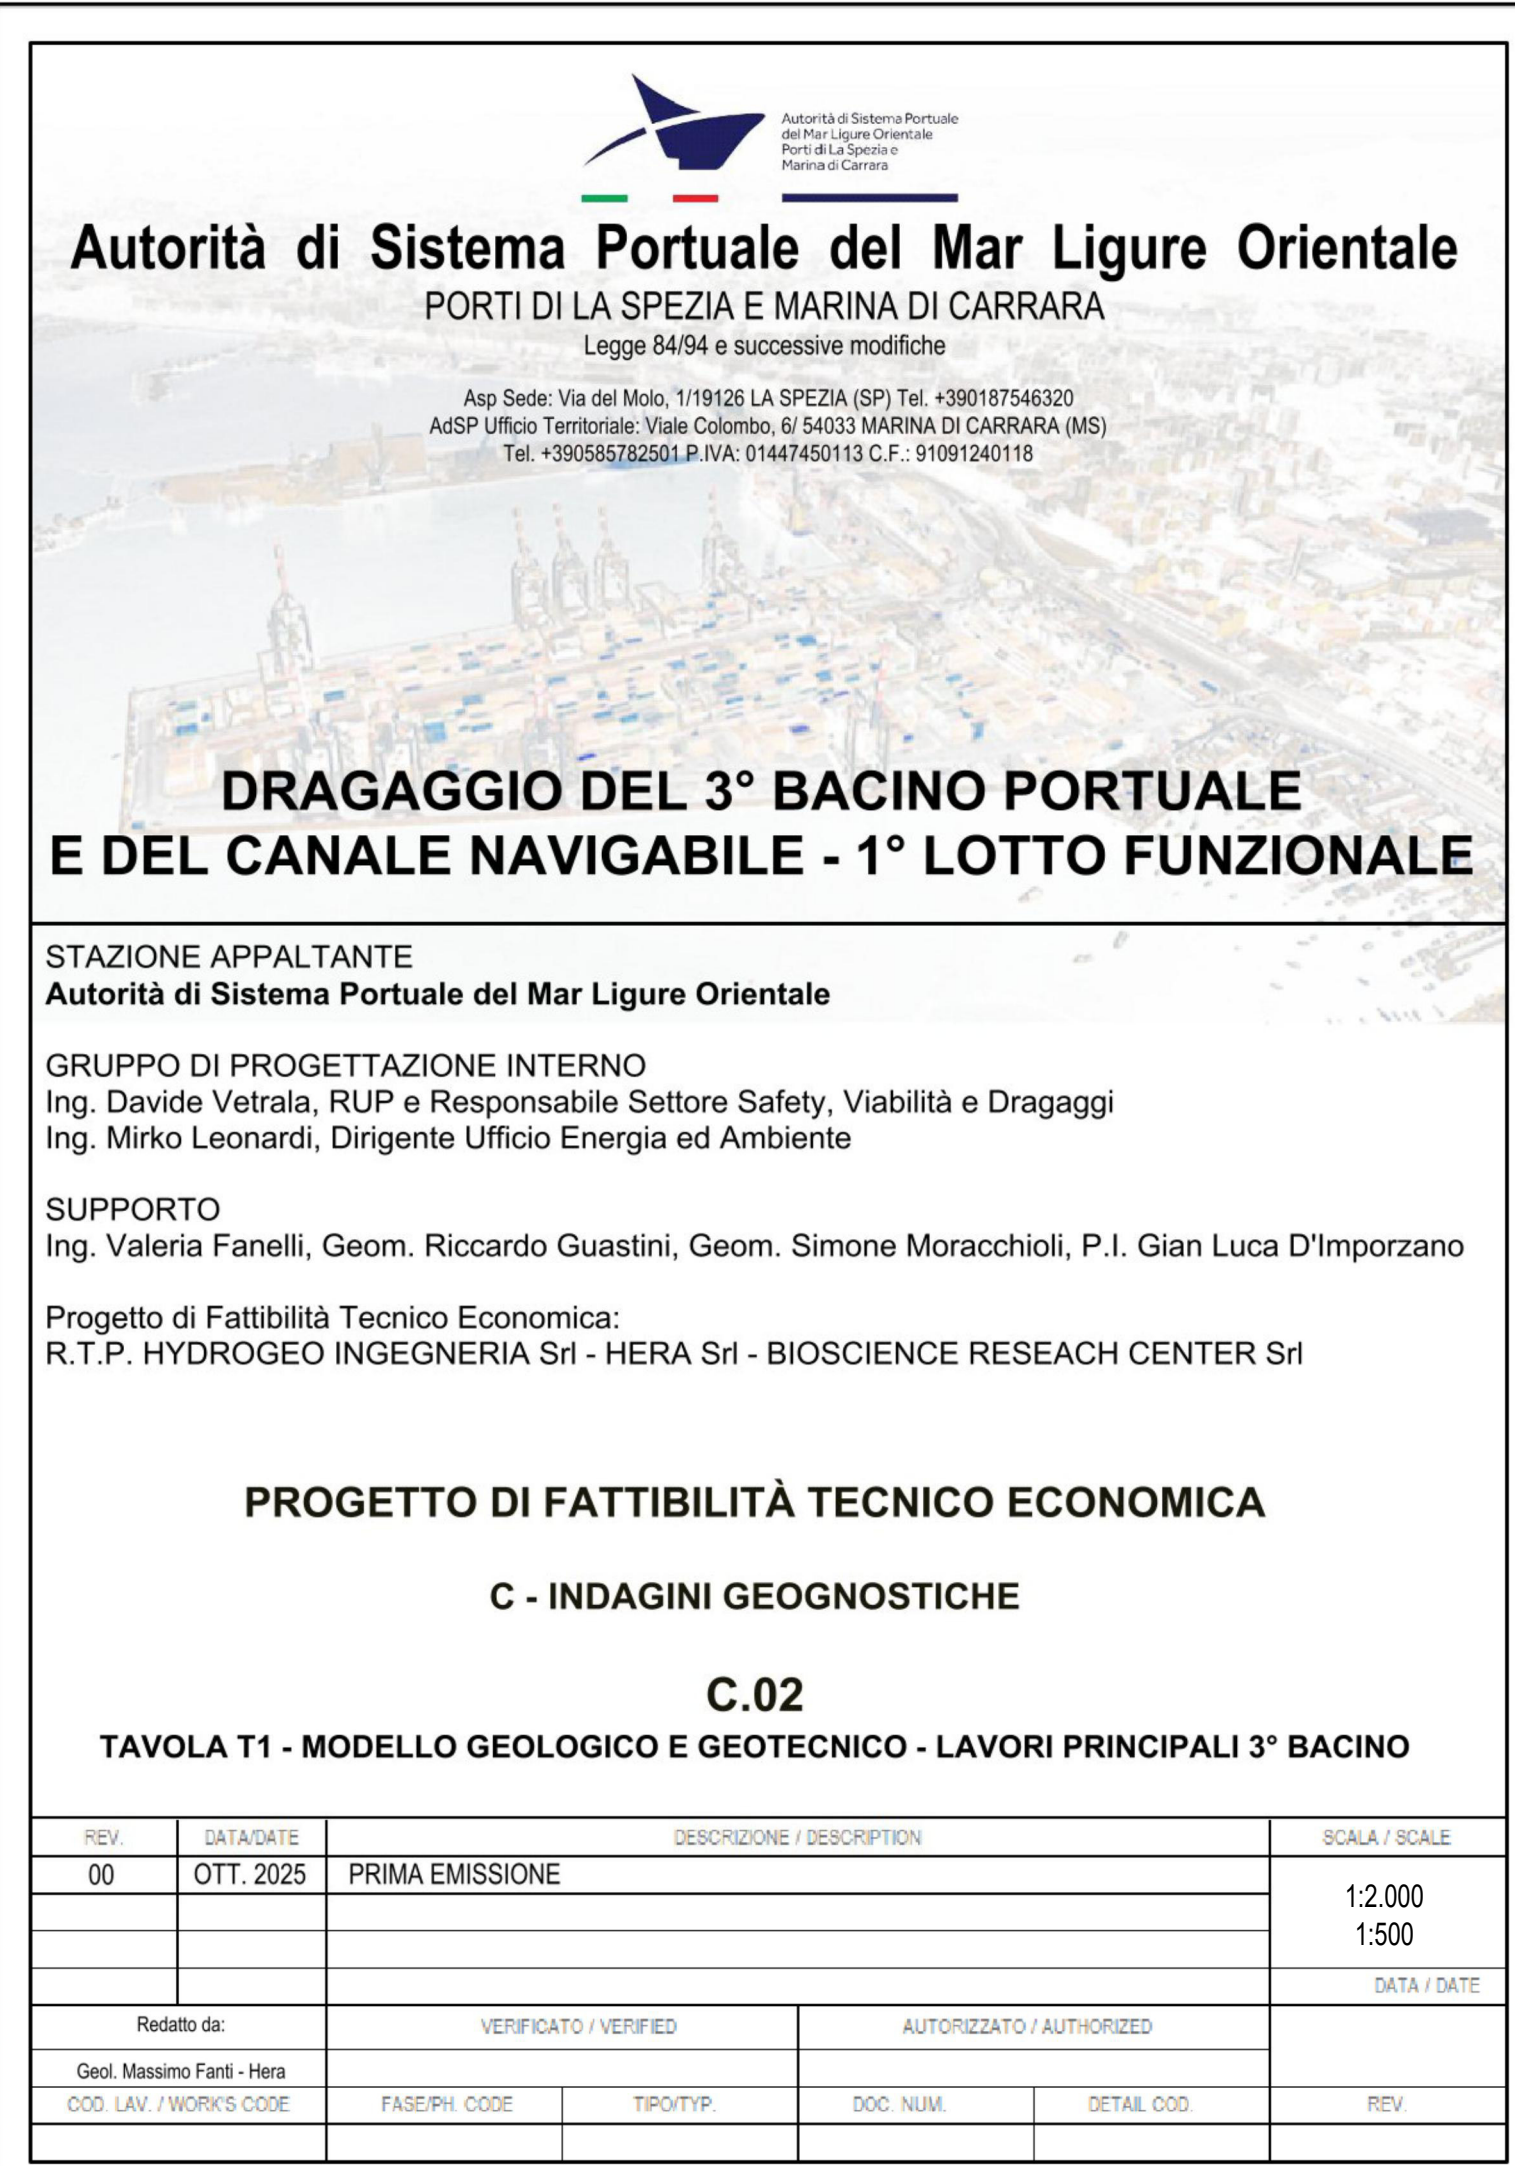 Autorità di Sistema Portuale
del Mar Ligure Orientale
Porti di La Spezia e
Marina di Carrara
Autorità di Sistema Portuale del Mar Ligure Orientale
PORTI DI LA SPEZIA E MARINA DI CARRARA
Legge 84/94 e successive modifiche
Asp Sede: Via del Molo, 1/19126 LA SPEZIA (SP) Tel. +390187546320
AdSP Ufficio Territoriale: Viale Colombo, 6/ 54033 MARINA DI CARRARA (MS)
Tel. +390585782501 P.IVA: 01447450113 C.F.: 91091240118
DRAGAGGIO DEL 3° BACINO PORTUALE
E DEL CANALE NAVIGABILE - 1° LOTTO FUNZIONALE
STAZIONE APPALTANTE
Autorità di Sistema Portuale del Mar Ligure Orientale
GRUPPO DI PROGETTAZIONE INTERNO
Ing. Davide Vetrala, RUP e Responsabile Settore Safety, Viabilità e Dragaggi
Ing. Mirko Leonardi, Dirigente Ufficio Energia ed Ambiente
SUPPORTO
Ing. Valeria Fanelli, Geom. Riccardo Guastini, Geom. Simone Moracchioli, P.I. Gian Luca D'Imporzano
Progetto di Fattibilità Tecnico Economica:
R.T.P. HYDROGEO INGEGNERIA Srl - HERA Srl - BIOSCIENCE RESEACH CENTER Srl
PROGETTO DI FATTIBILITÀ TECNICO ECONOMICA
C - INDAGINI GEOGNOSTICHE
C.02
TAVOLA T1 - MODELLO GEOLOGICO E GEOTECNICO - LAVORI PRINCIPALI 3° BACINO
REV. DATA/DATE DESCRIZIONE / DESCRIPTION SCALA / SCALE
00 OTT. 2025 PRIMA EMISSIONE
1:2.000
1:500
DATA / DATE
Redatto da: VERIFICATO / VERIFIED AUTORIZZATO / AUTHORIZED
Geol. Massimo Fanti - Hera
COD. LAV. / WORK'S CODE FASE/PH. CODE TIPO/TYP. DOC. NUM. DETAIL COD. REV.